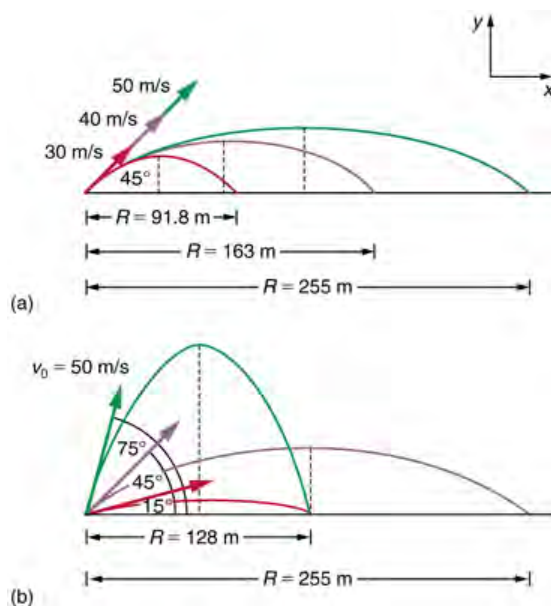 y
x
50 m/s
40 m/s
30 m/s
45°
R = 91.8 m
R = 163 m
R = 255 m
(a)
v₀ = 50 m/s
75°
45°
15°
R = 128 m
R = 255 m
(b)